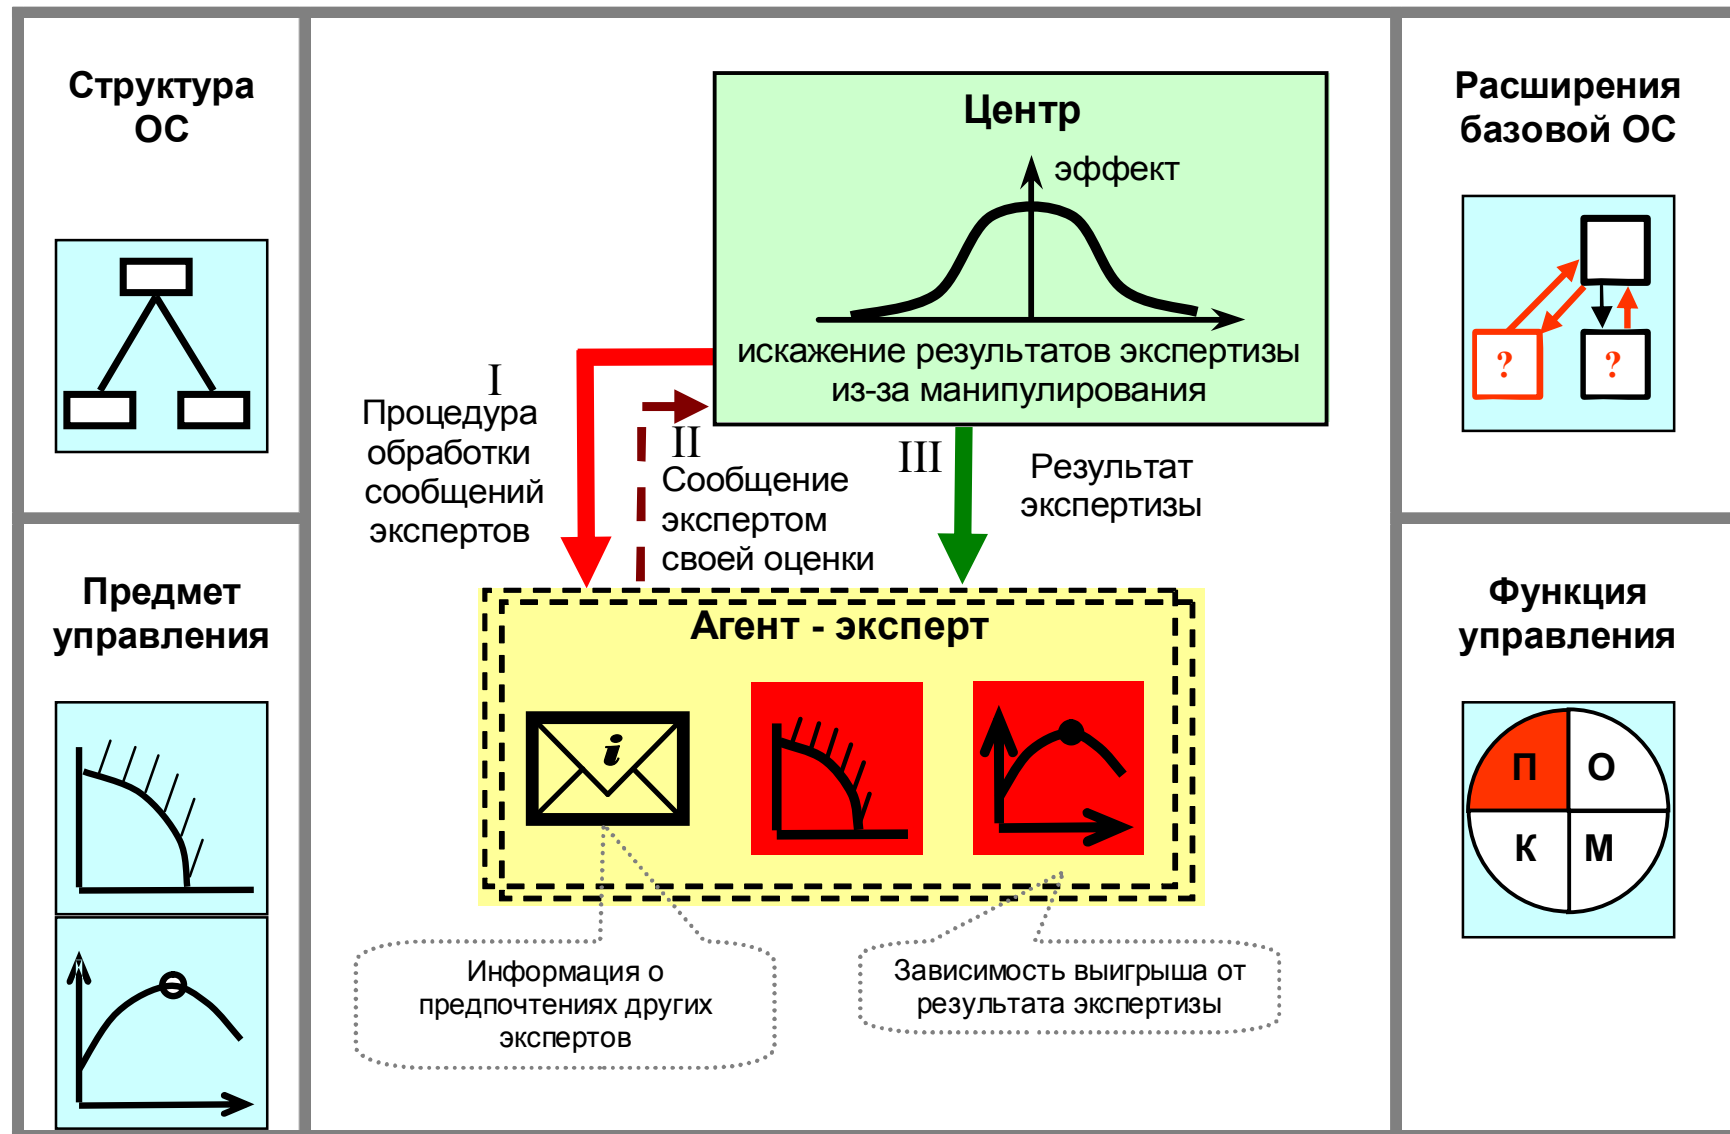 Структура
ОС
Предмет
управления
Центр
эффект
искажение результатов экспертизы
из-за манипулирования
I
Процедура
обработки
сообщений
экспертов
II
Сообщение
экспертом
своей оценки
III
Результат
экспертизы
Агент - эксперт
i
Информация о
предпочтениях других
экспертов
Зависимость выигрыша от
результата экспертизы
Расширения
базовой ОС
? ?
Функция
управления
П О
К М